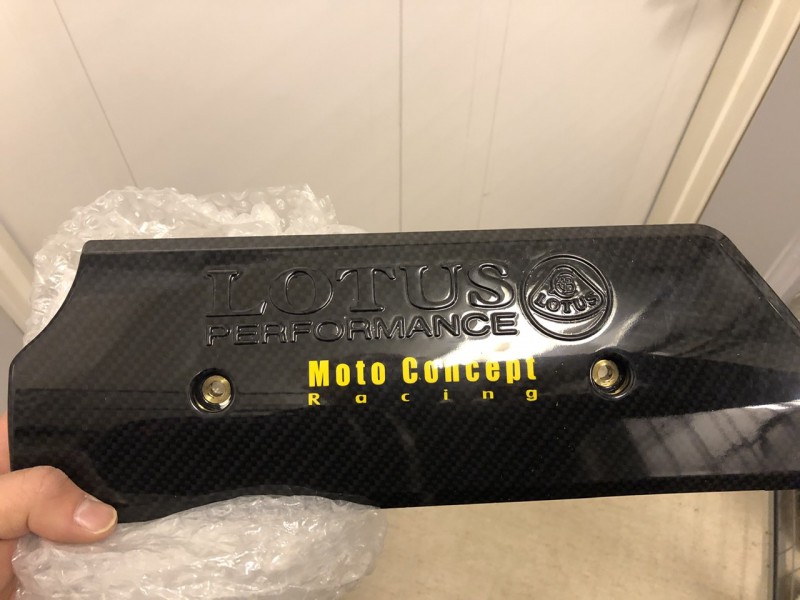 LOTUS
PERFORMANCE
LOTUS
Moto Concept
Racing